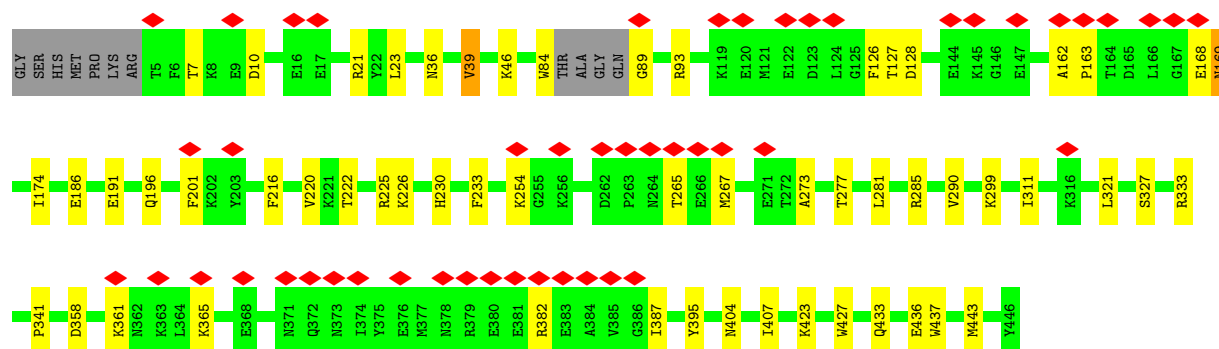 GLY SER HIS MET PRO LYS ARG T5 F6 T7 K8 E9 D10 E16 E17 R21 Y22 L23 N36 V39 K46 W84 THR ALA GLY GLN G89 R93 K119 E120 M121 E122 D123 L124 G125 F126 T127 D128 E144 K145 G146 E147 A162 P163 T164 D165 L166 G167 E168 N169
I174 E186 E191 Q196 F201 K202 Y203 F216 V220 K221 T222 R225 K226 H230 F233 K254 G255 K256 D262 P263 N264 T265 E266 M267 E271 T272 A273 T277 L281 R285 V290 K299 I311 K316 L321 S327 R333
P341 D358 K361 N362 K363 L364 K365 E368 N371 Q372 N373 I374 Y375 E376 M377 N378 R379 E380 E381 R382 E383 A384 V385 G386 I387 Y395 N404 I407 K423 W427 Q433 E436 W437 M443 Y446